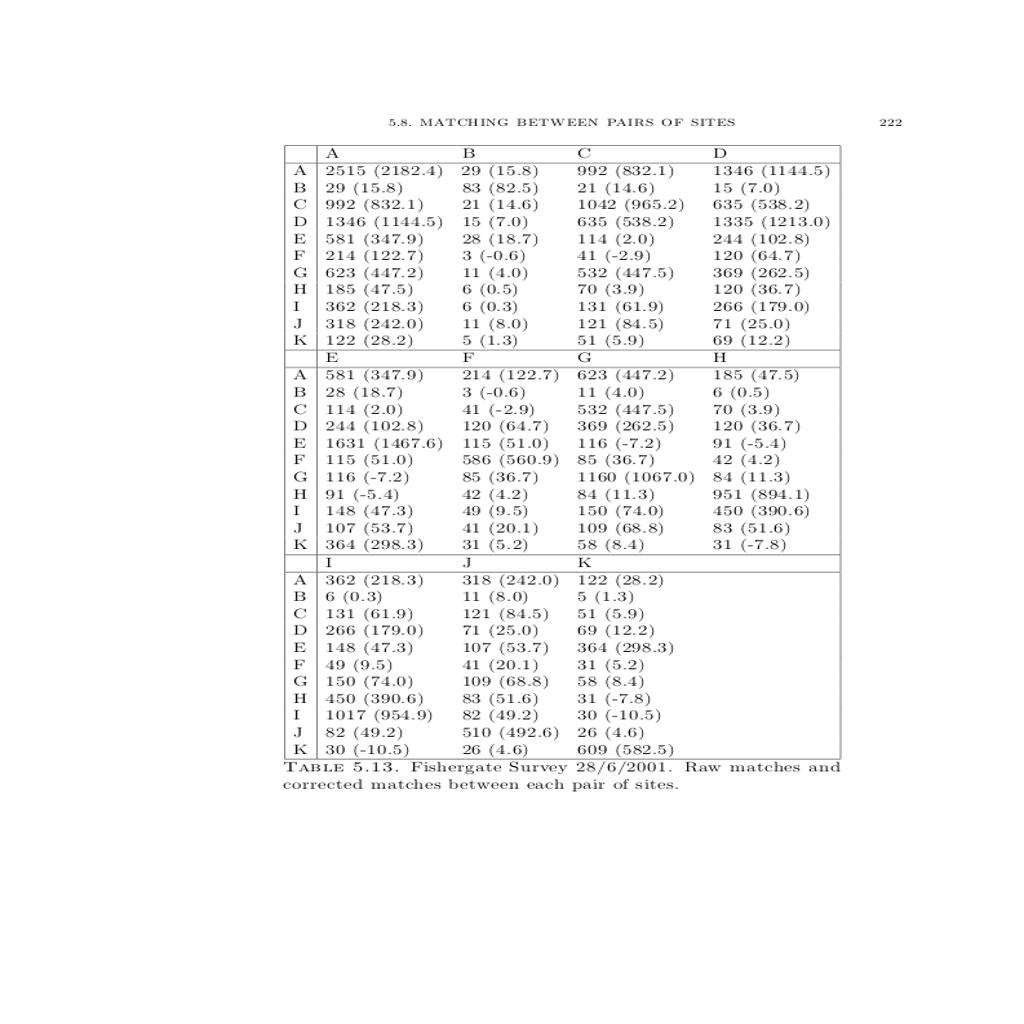 5.8. MATCHING BETWEEN PAIRS OF SITES 222
A B C D
A 2515 (2182.4) 29 (15.8) 992 (832.1) 1346 (1144.5)
B 29 (15.8) 83 (82.5) 21 (14.6) 15 (7.0)
C 992 (832.1) 21 (14.6) 1042 (965.2) 635 (538.2)
D 1346 (1144.5) 15 (7.0) 635 (538.2) 1335 (1213.0)
E 581 (347.9) 28 (18.7) 114 (2.0) 244 (102.8)
F 214 (122.7) 3 (-0.6) 41 (-2.9) 120 (64.7)
G 623 (447.2) 11 (4.0) 532 (447.5) 369 (262.5)
H 185 (47.5) 6 (0.5) 70 (3.9) 120 (36.7)
I 362 (218.3) 6 (0.3) 131 (61.9) 266 (179.0)
J 318 (242.0) 11 (8.0) 121 (84.5) 71 (25.0)
K 122 (28.2) 5 (1.3) 51 (5.9) 69 (12.2)
E F G H
A 581 (347.9) 214 (122.7) 623 (447.2) 185 (47.5)
B 28 (18.7) 3 (-0.6) 11 (4.0) 6 (0.5)
C 114 (2.0) 41 (-2.9) 532 (447.5) 70 (3.9)
D 244 (102.8) 120 (64.7) 369 (262.5) 120 (36.7)
E 1631 (1467.6) 115 (51.0) 116 (-7.2) 91 (-5.4)
F 115 (51.0) 586 (560.9) 85 (36.7) 42 (4.2)
G 116 (-7.2) 85 (36.7) 1160 (1067.0) 84 (11.3)
H 91 (-5.4) 42 (4.2) 84 (11.3) 951 (894.1)
I 148 (47.3) 49 (9.5) 150 (74.0) 450 (390.6)
J 107 (53.7) 41 (20.1) 109 (68.8) 83 (51.6)
K 364 (298.3) 31 (5.2) 58 (8.4) 31 (-7.8)
I J K
A 362 (218.3) 318 (242.0) 122 (28.2)
B 6 (0.3) 11 (8.0) 5 (1.3)
C 131 (61.9) 121 (84.5) 51 (5.9)
D 266 (179.0) 71 (25.0) 69 (12.2)
E 148 (47.3) 107 (53.7) 364 (298.3)
F 49 (9.5) 41 (20.1) 31 (5.2)
G 150 (74.0) 109 (68.8) 58 (8.4)
H 450 (390.6) 83 (51.6) 31 (-7.8)
I 1017 (954.9) 82 (49.2) 30 (-10.5)
J 82 (49.2) 510 (492.6) 26 (4.6)
K 30 (-10.5) 26 (4.6) 609 (582.5)
TABLE 5.13. Fishergate Survey 28/6/2001. Raw matches and
corrected matches between each pair of sites.